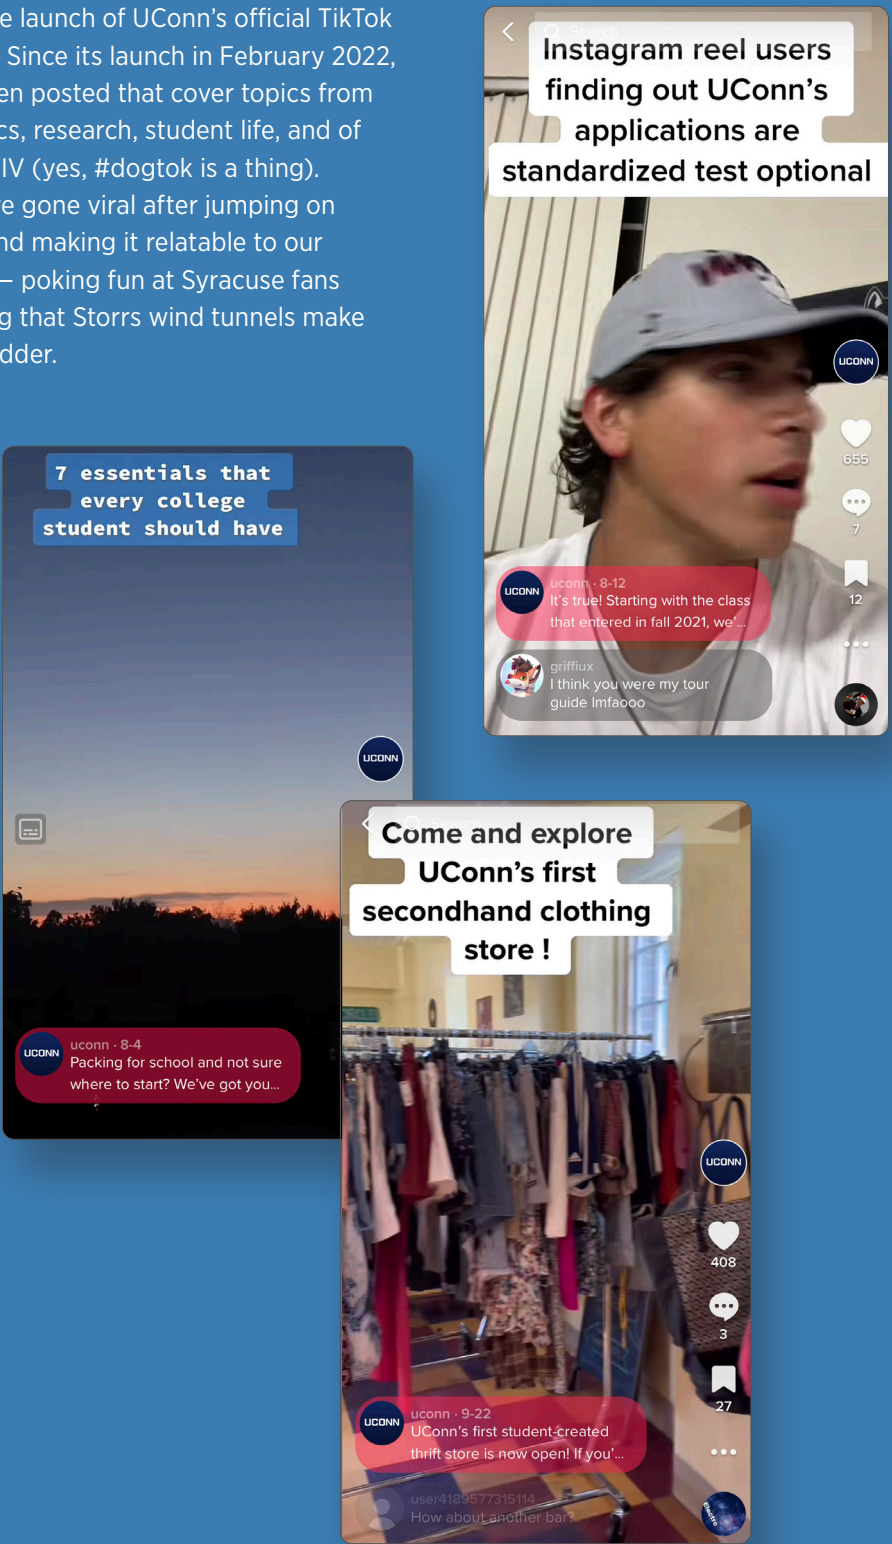 e launch of UConn's official TikTok
Since its launch in February 2022,
en posted that cover topics from
cs, research, student life, and of
IV (yes, #dogtok is a thing).
e gone viral after jumping on
nd making it relatable to our
— poking fun at Syracuse fans
g that Storrs wind tunnels make
dder.
Search
Instagram reel users
finding out UConn's
applications are
standardized test optional
UCONN
655
7
12
UCONN
uconn · 8-12
It's true! Starting with the class
that entered in fall 2021, we'...
griffiux
I think you were my tour
guide lmfaooo
7 essentials that
every college
student should have
UCONN
UCONN
uconn · 8-4
Packing for school and not sure
where to start? We've got you...
Search
Come and explore
UConn's first
secondhand clothing
store !
UCONN
408
3
27
UCONN
uconn · 9-22
UConn's first student-created
thrift store is now open! If you'...
user4189577315114
How about another bar?
Electro